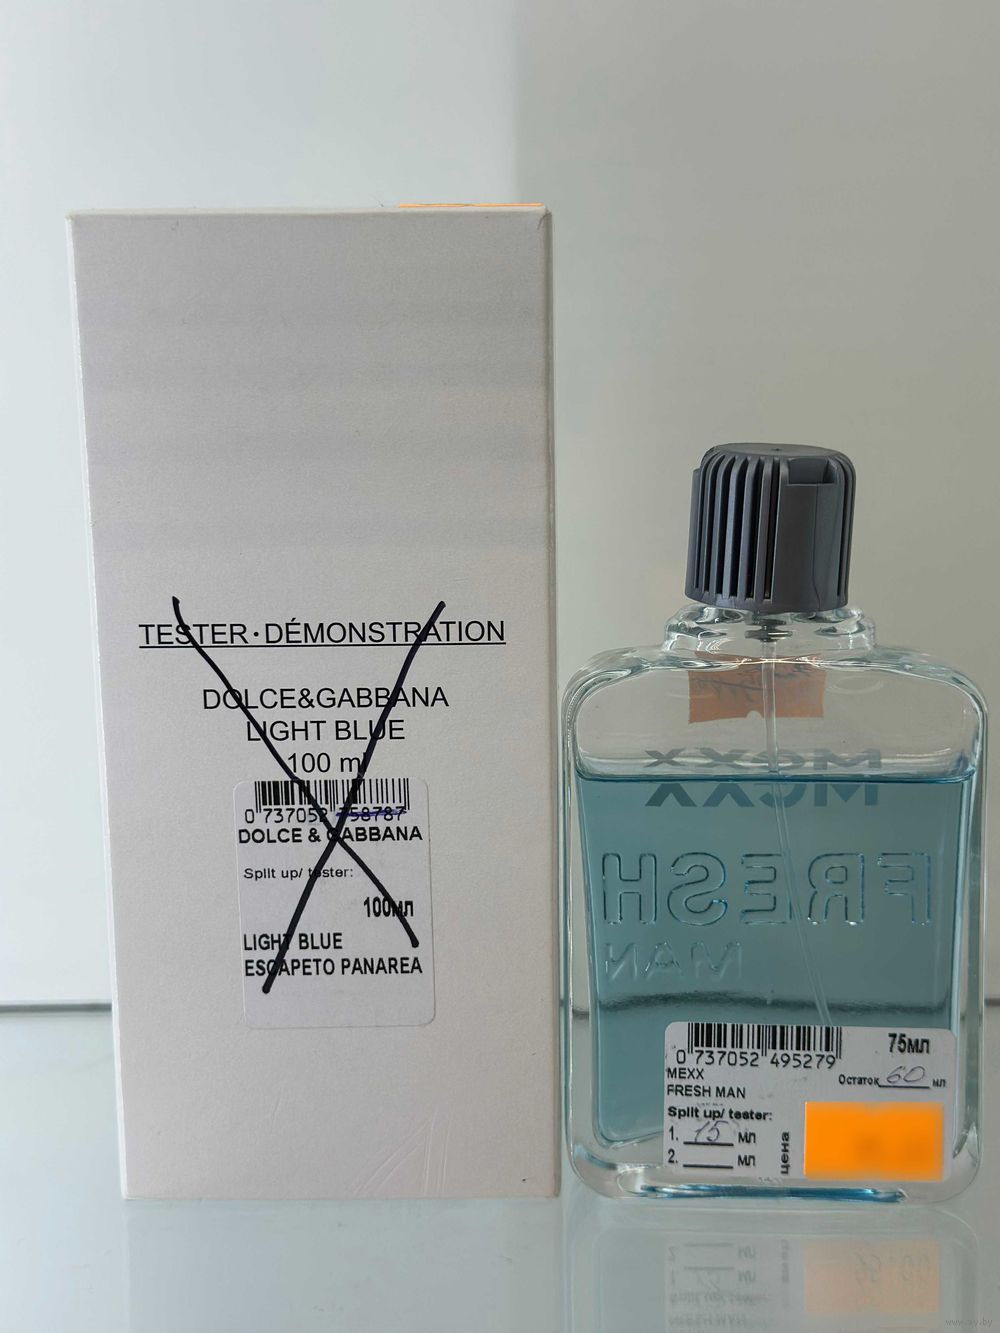 TESTER·DÉMONSTRATION
DOLCE&GABBANA
LIGHT BLUE
100 ml
0 737052 758787
DOLCE & GABBANA
Split up/ tester:
100мл
LIGHT BLUE
ESCAPETO PANAREA
Mexx
FRESH
MAN
0 737052 495279
75мл
MEXX
Остаток 60 мл
FRESH MAN
Split up/ tester:
1. 15 мл
2. ____ мл
цена